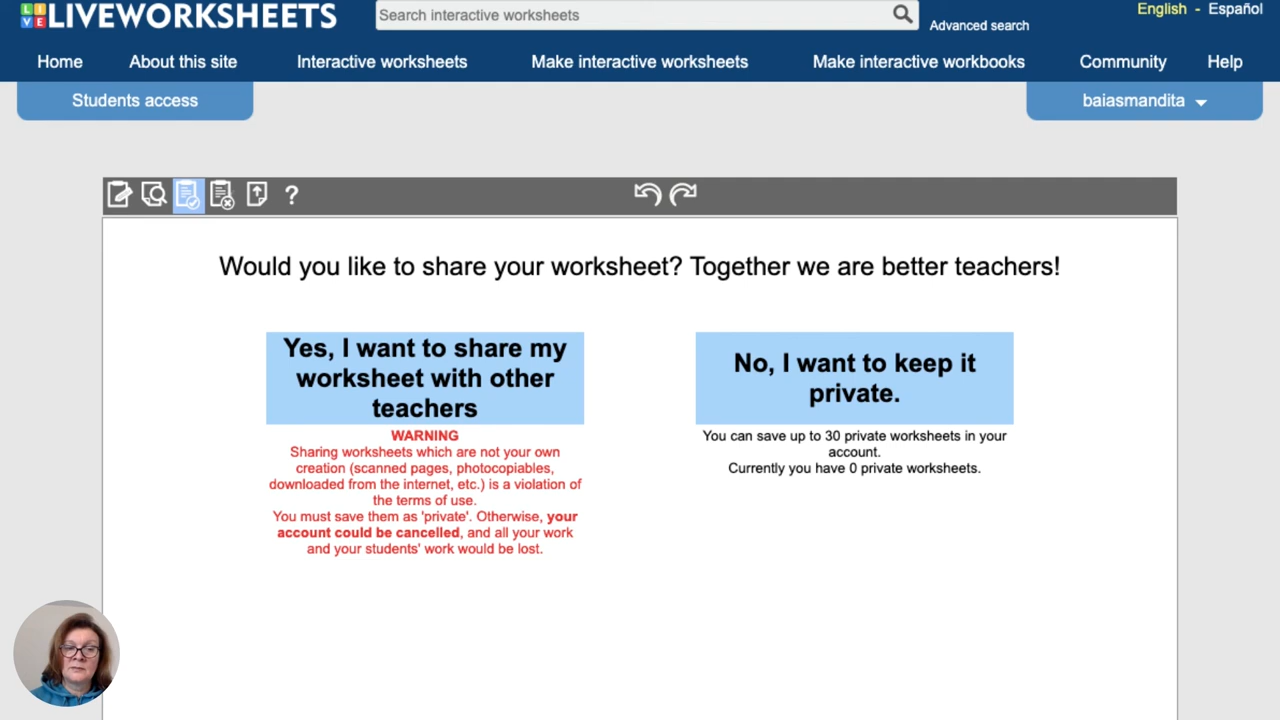 LIVE LIVEWORKSHEETS
Search interactive worksheets
Advanced search
English - Español
Home About this site Interactive worksheets Make interactive worksheets Make interactive workbooks Community Help
Students access
baiasmandita
?
Would you like to share your worksheet? Together we are better teachers!
Yes, I want to share my
worksheet with other
teachers
WARNING
Sharing worksheets which are not your own
creation (scanned pages, photocopiables,
downloaded from the internet, etc.) is a violation of
the terms of use.
You must save them as 'private'. Otherwise, your
account could be cancelled, and all your work
and your students' work would be lost.
No, I want to keep it
private.
You can save up to 30 private worksheets in your
account.
Currently you have 0 private worksheets.